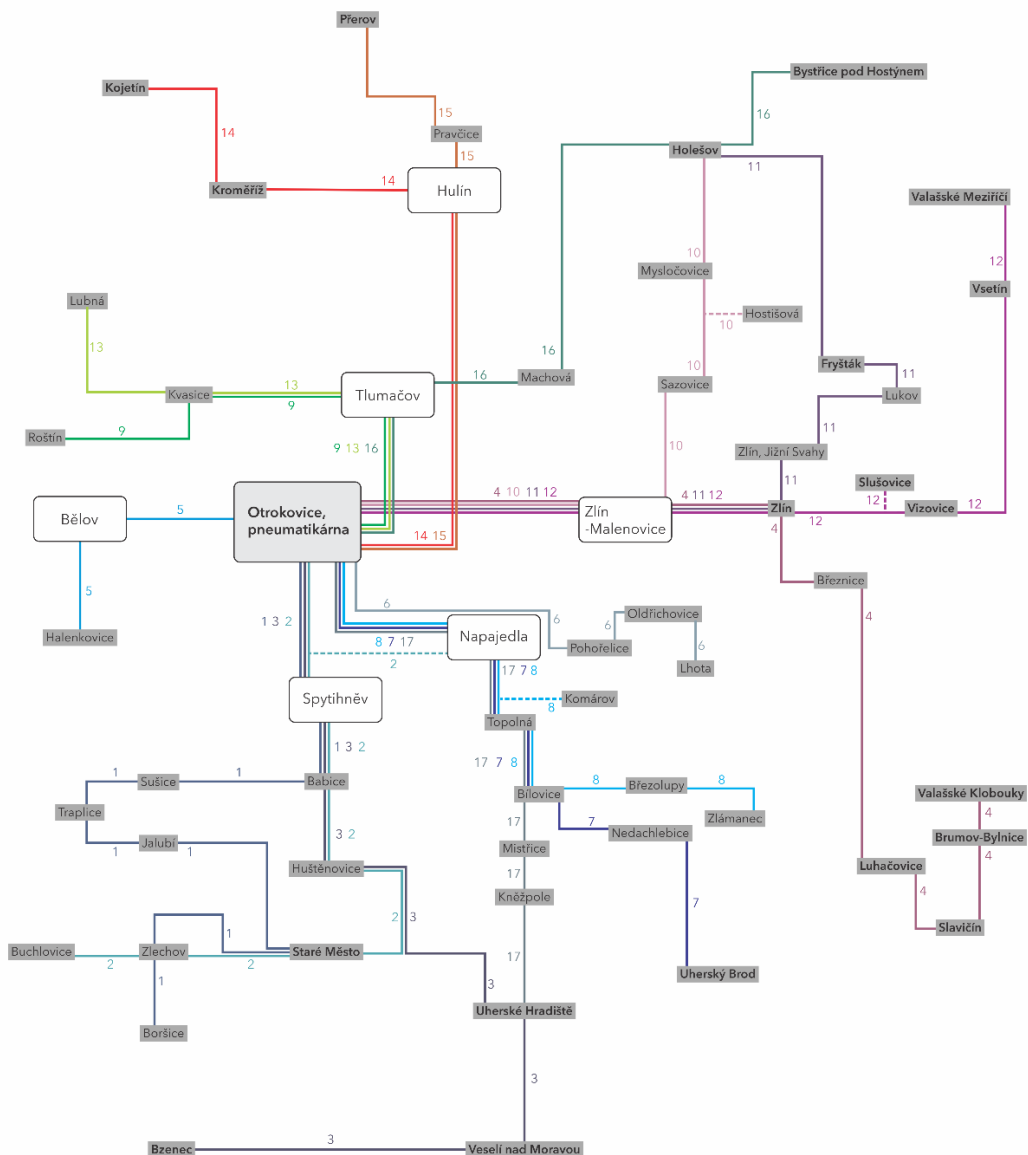 Přerov
Bystřice pod Hostýnem
Kojetín
15
16
14
Pravčice
Holešov
15
11
14
Kroměříž
Hulín
Valašské Meziříčí
10
12
Mysločovice
Vsetín
Lubná
Hostišová
10
13
16
10
Fryšták
16
Machová
11
13
Sazovice
Kvasice
Tlumačov
Lukov
9
11
Roštín
9
9 13 16
10
Zlín, Jižní Svahy
11
Slušovice
4 10 11 12
4 11 12
12
12
Bělov
5
Otrokovice,
pneumatikárna
Zlín
-Malenovice
Zlín
Vizovice
12
4
14 15
5
Březnice
6
6
Oldřichovice
4
1 3 2
Halenkovice
8 7 17
Napajedla
6
6
2
Pohořelice
Lhota
17 7 8
Spytihněv
Komárov
8
Topolná
1 3 2
17 7 8
1
1
Sušice
Babice
8
8
Březolupy
Bílovice
Valašské Klobouky
Traplice
Zlámanec
4
17
7
Nedachlebice
3 2
Brumov-Bylnice
Jalubí
1
1
Mistřice
4
Huštěnovice
17
Luhačovice
4
Kněžpole
7
2
3
Slavičín
1
Buchlovice
Zlechov
Staré Město
17
2
2
1
Uherský Brod
3
Uherské Hradiště
Boršice
3
3
Bzenec
Veselí nad Moravou